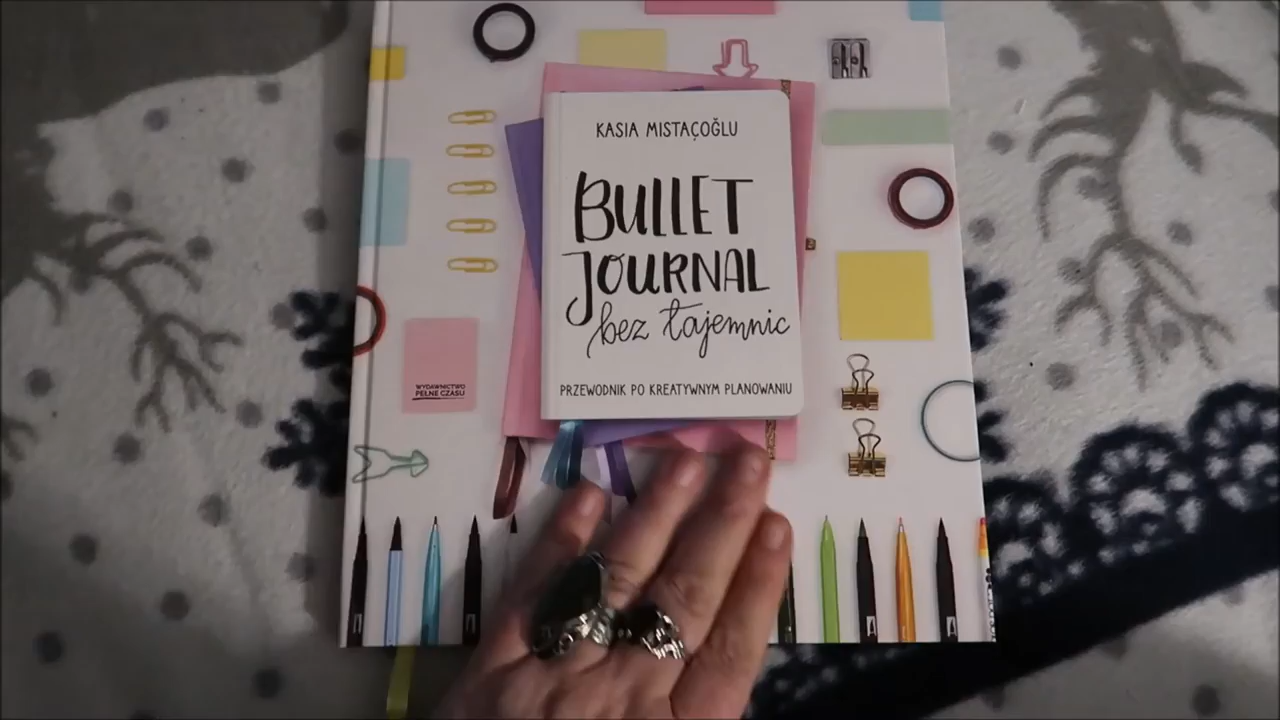 KASIA MISTAÇOĞLU
BULLET
JOURNAL
bez tajemnic
PRZEWODNIK PO KREATYWNYM PLANOWANIU
WYDAWNICTWO
PEŁNE CZASU